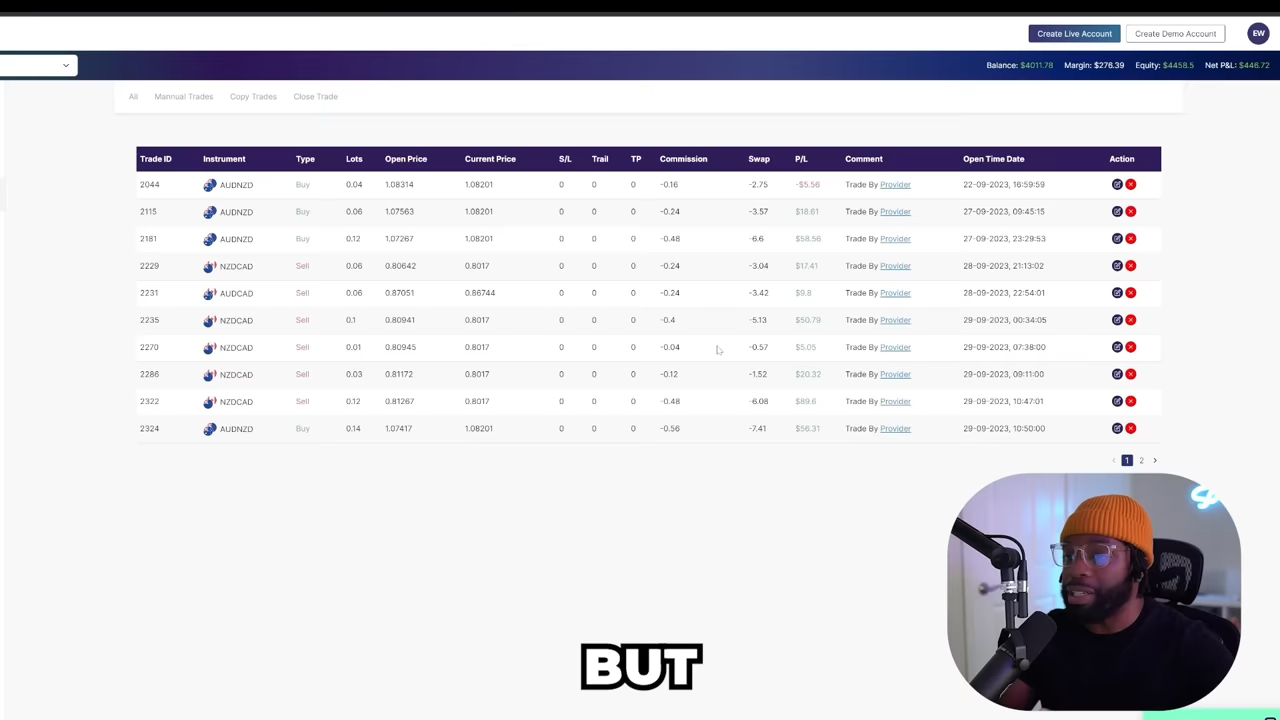 Create Live Account Create Demo Account EW
Balance: $4011.78 Margin: $276.39 Equity: $4458.5 Net P&L: $446.72
All Mannual Trades Copy Trades Close Trade
Trade ID Instrument Type Lots Open Price Current Price S/L Trail TP Commission Swap P/L Comment Open Time Date Action
2044 AUDNZD Buy 0.04 1.08314 1.08201 0 0 0 -0.16 -2.75 -$5.56 Trade By Provider 22-09-2023, 16:59:59
2115 AUDNZD Buy 0.06 1.07563 1.08201 0 0 0 -0.24 -3.57 $18.61 Trade By Provider 27-09-2023, 09:45:15
2181 AUDNZD Buy 0.12 1.07267 1.08201 0 0 0 -0.48 -6.6 $58.56 Trade By Provider 27-09-2023, 23:29:53
2229 NZDCAD Sell 0.06 0.80642 0.8017 0 0 0 -0.24 -3.04 $17.41 Trade By Provider 28-09-2023, 21:13:02
2231 AUDCAD Sell 0.06 0.87051 0.86744 0 0 0 -0.24 -3.42 $9.8 Trade By Provider 28-09-2023, 22:54:01
2235 NZDCAD Sell 0.1 0.80941 0.8017 0 0 0 -0.4 -5.13 $50.79 Trade By Provider 29-09-2023, 00:34:05
2270 NZDCAD Sell 0.01 0.80945 0.8017 0 0 0 -0.04 -0.57 $5.05 Trade By Provider 29-09-2023, 07:38:00
2286 NZDCAD Sell 0.03 0.81172 0.8017 0 0 0 -0.12 -1.52 $20.32 Trade By Provider 29-09-2023, 09:11:00
2322 NZDCAD Sell 0.12 0.81267 0.8017 0 0 0 -0.48 -6.08 $89.6 Trade By Provider 29-09-2023, 10:47:01
2324 AUDNZD Buy 0.14 1.07417 1.08201 0 0 0 -0.56 -7.41 $56.31 Trade By Provider 29-09-2023, 10:50:00
‹ 1 2 ›
BUT